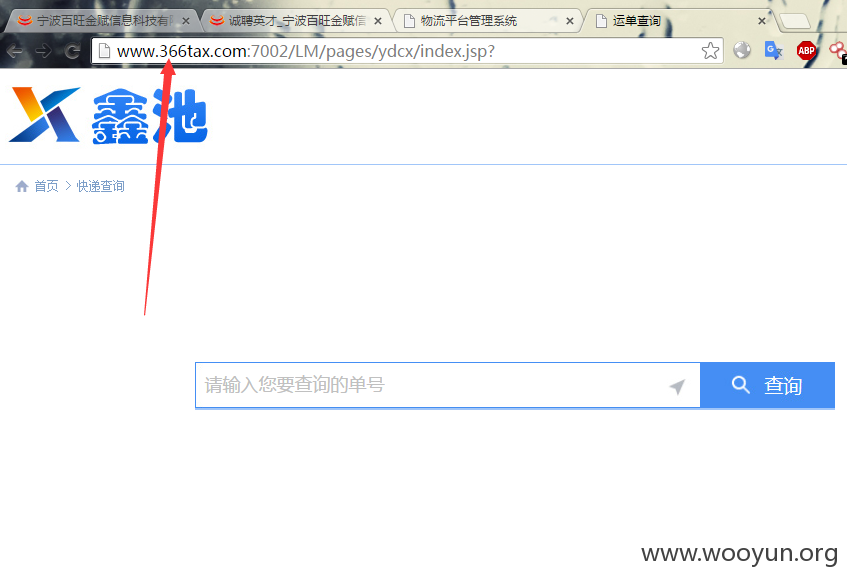 宁波百旺金赋信息科技有
诚聘英才_宁波百旺金赋信
物流平台管理系统
运单查询
www.366tax.com:7002/LM/pages/ydcx/index.jsp?
ABP
鑫池
首页 > 快递查询
请输入您要查询的单号
查询
www.wooyun.org